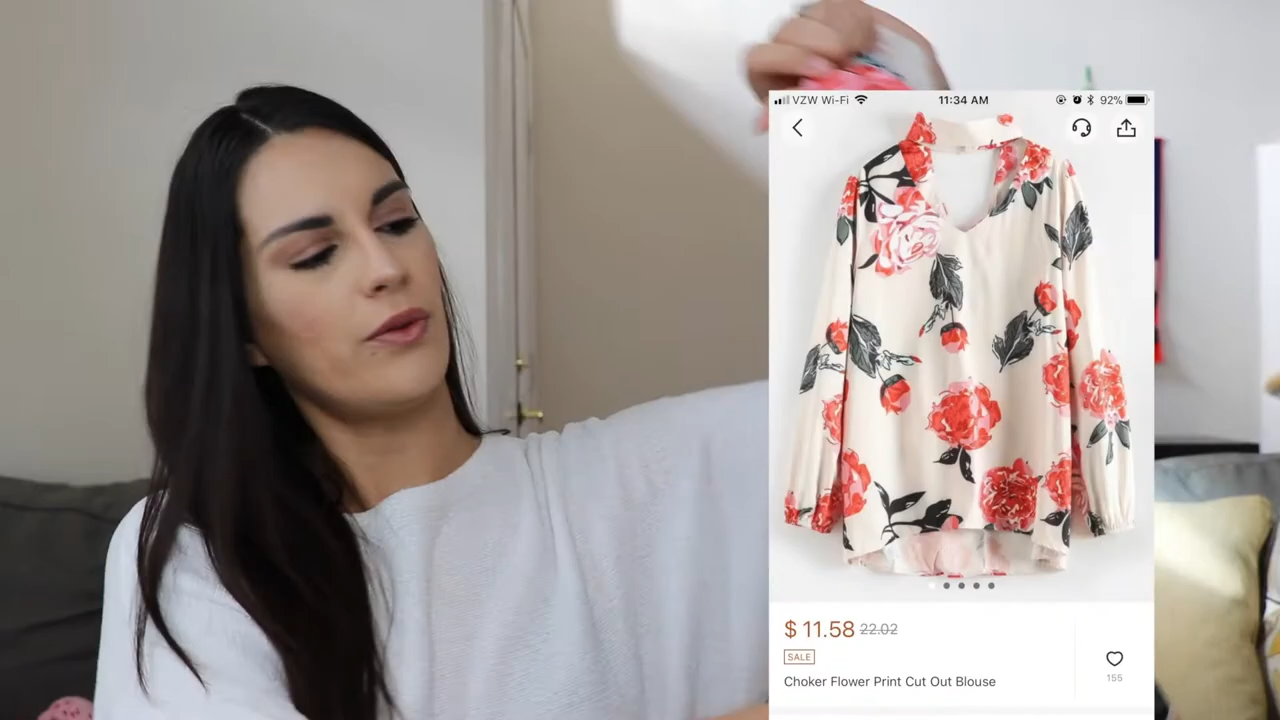 VZW Wi-Fi 11:34 AM 92%
$ 11.58 22.02
SALE
155
Choker Flower Print Cut Out Blouse